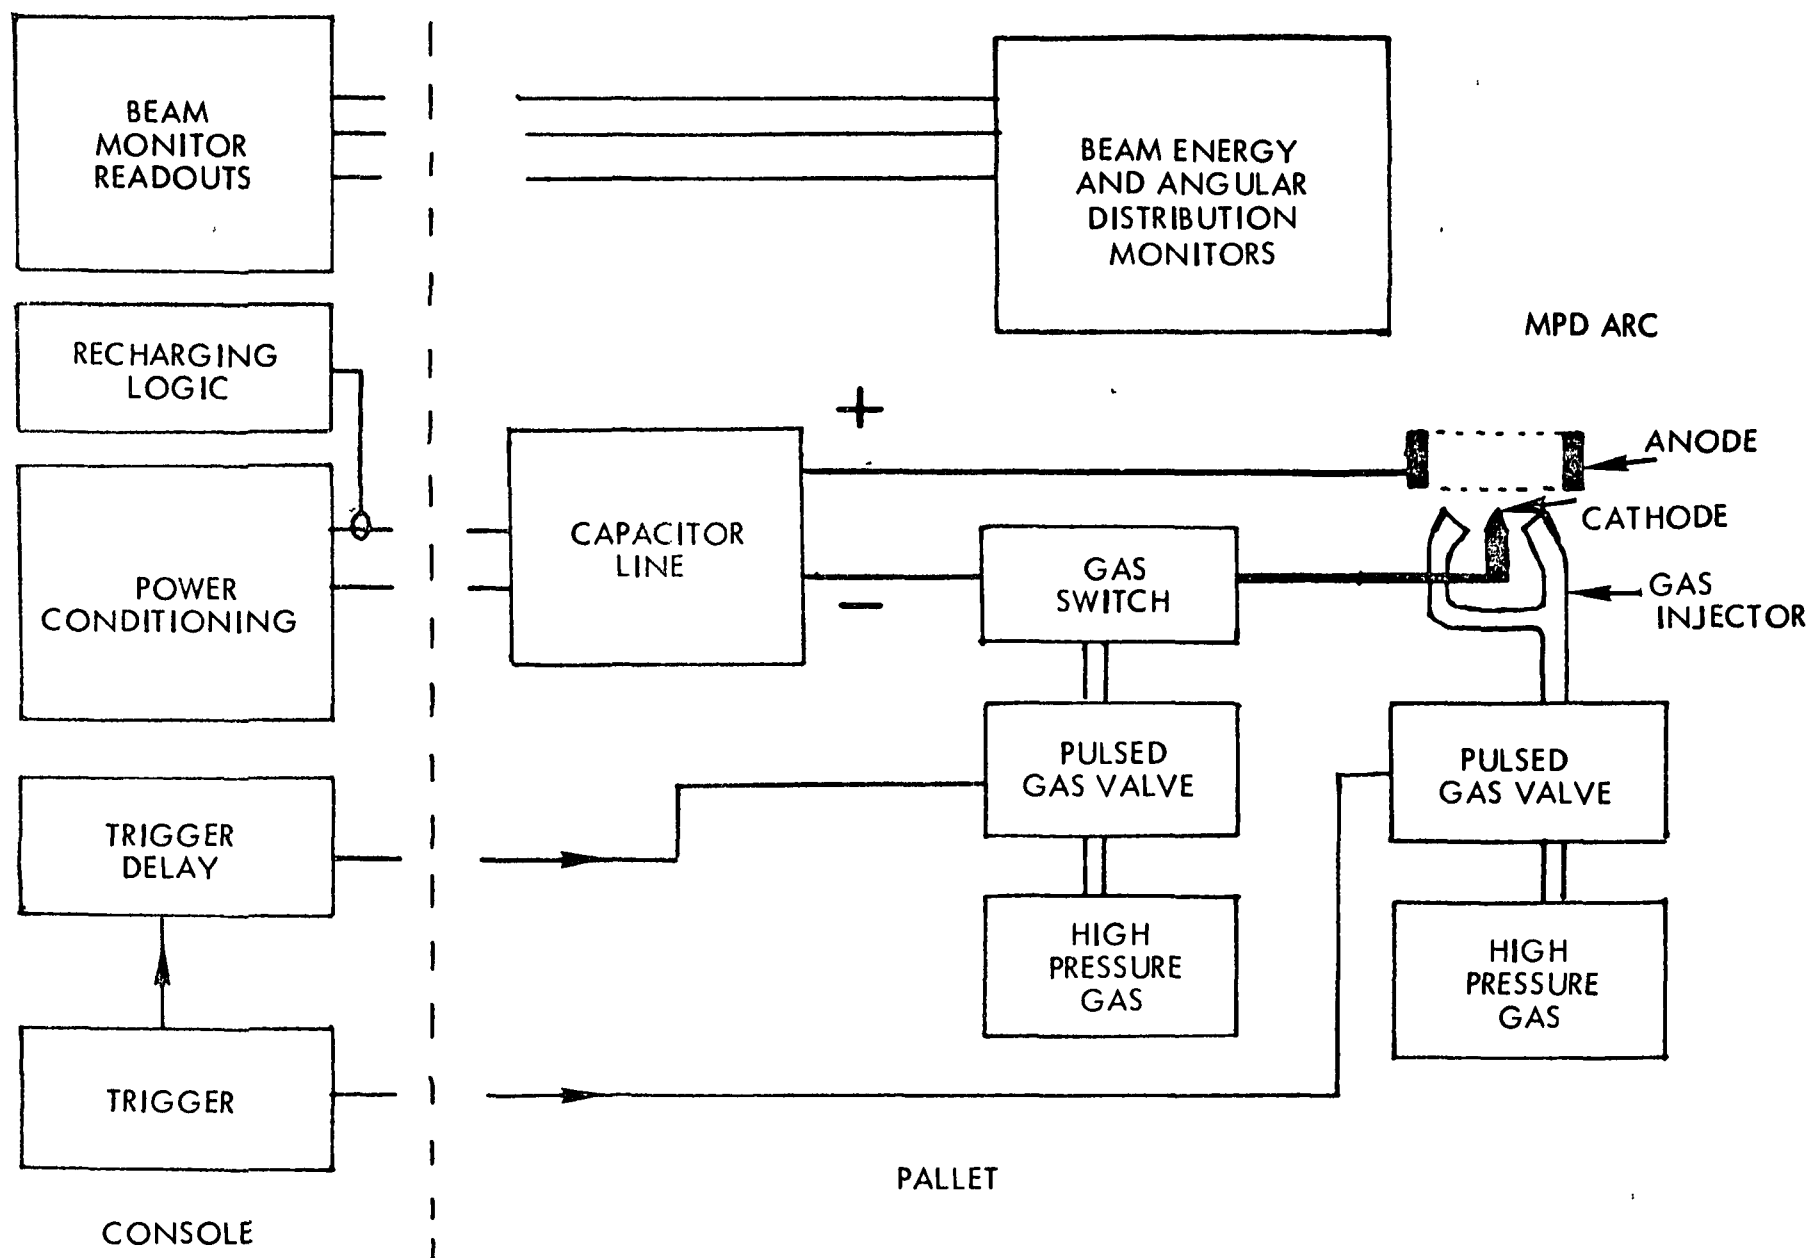 BEAM
MONITOR
READOUTS
BEAM ENERGY
AND ANGULAR
DISTRIBUTION
MONITORS
MPD ARC
RECHARGING
LOGIC
+
ANODE
CATHODE
POWER
CONDITIONING
CAPACITOR
LINE
–
GAS
SWITCH
GAS
INJECTOR
PULSED
GAS VALVE
PULSED
GAS VALVE
TRIGGER
DELAY
HIGH
PRESSURE
GAS
HIGH
PRESSURE
GAS
TRIGGER
PALLET
CONSOLE